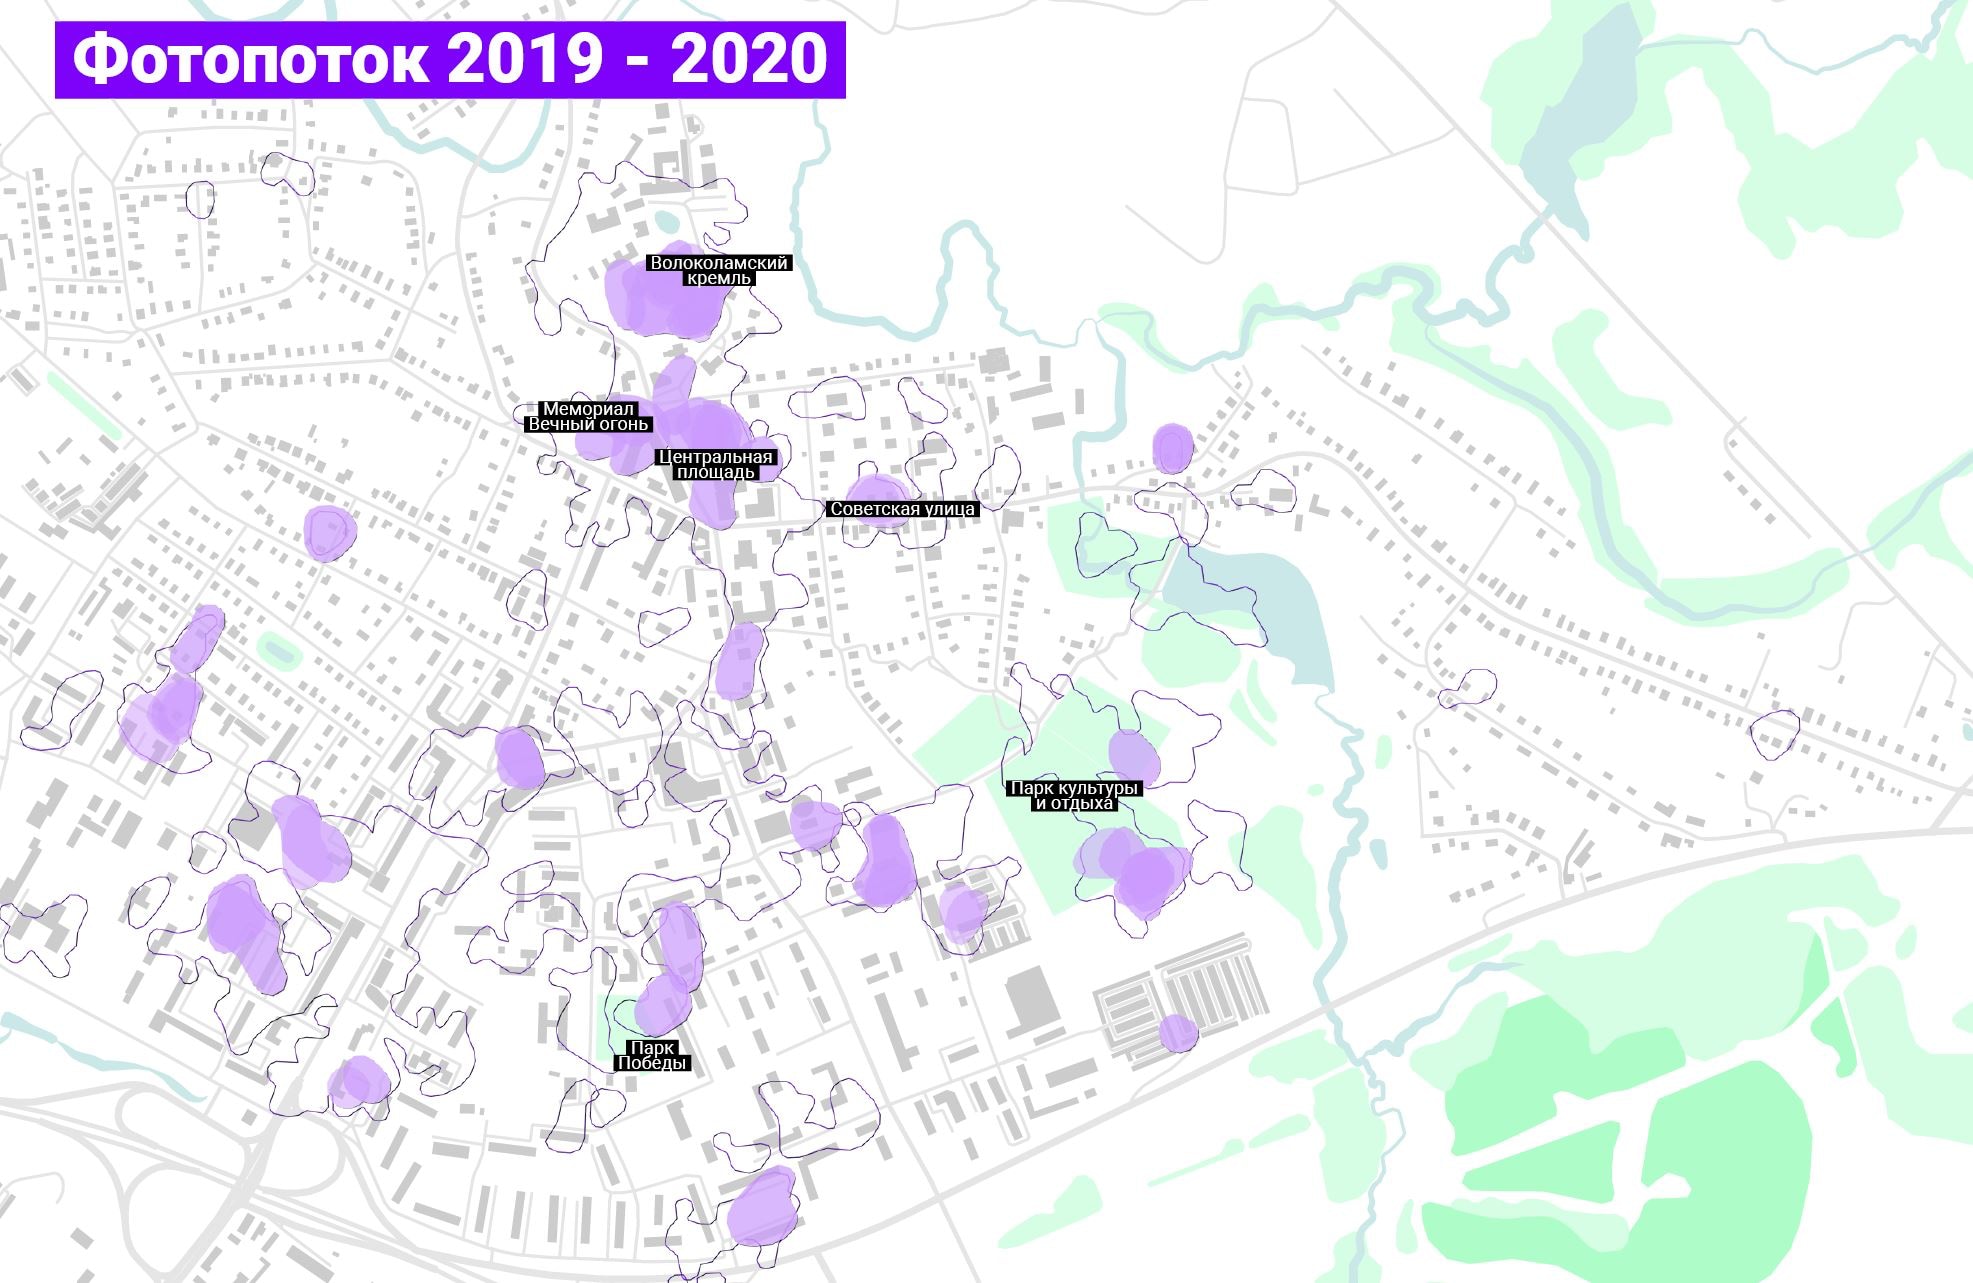 Фотопоток 2019 - 2020
Волоколамский
кремль
Мемориал
Вечный огонь
Центральная
площадь
Советская улица
Парк культуры
и отдыха
Парк
Победы